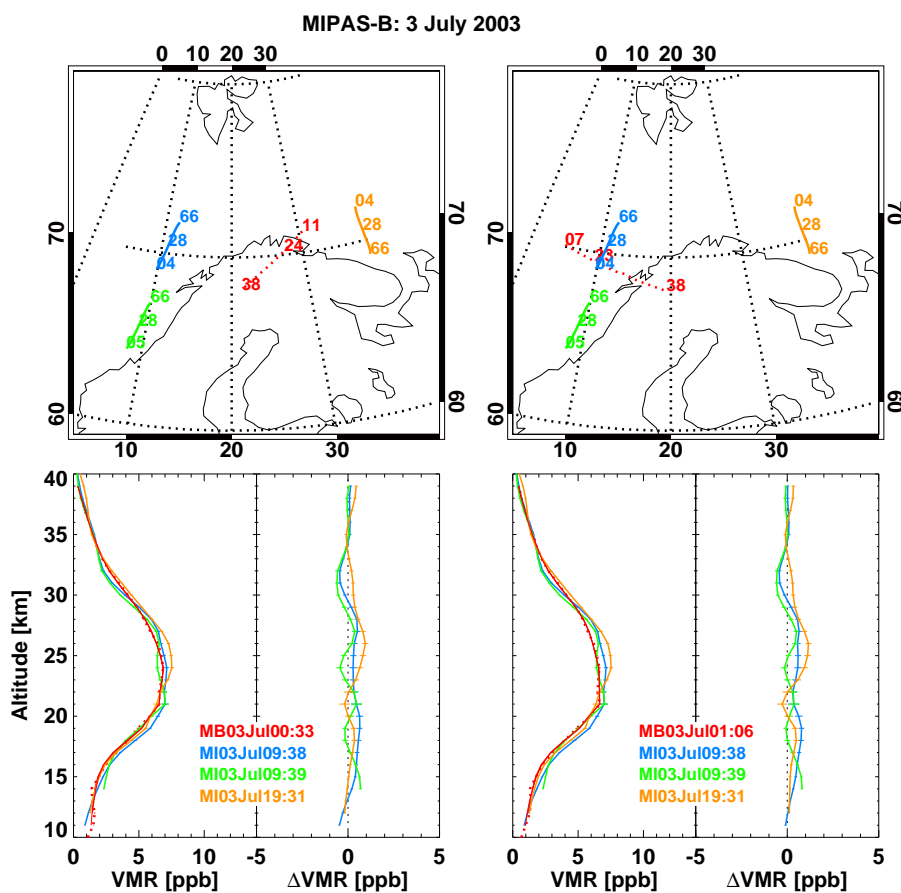 MIPAS-B: 3 July 2003
0 10 20 30
0 10 20 30
70
60
70
60
10 20 30
66
28
04
66
28
05
11
24
38
04
28
66
70
60
70
60
10 20 30
07
33
38
66
28
04
66
28
05
04
28
66
Altitude [km]
40
35
30
25
20
15
10
MB03Jul00:33
MI03Jul09:38
MI03Jul09:39
MI03Jul19:31
MB03Jul01:06
MI03Jul09:38
MI03Jul09:39
MI03Jul19:31
0 5 10 -5 0 5
0 5 10 -5 0 5
VMR [ppb] ΔVMR [ppb]
VMR [ppb] ΔVMR [ppb]